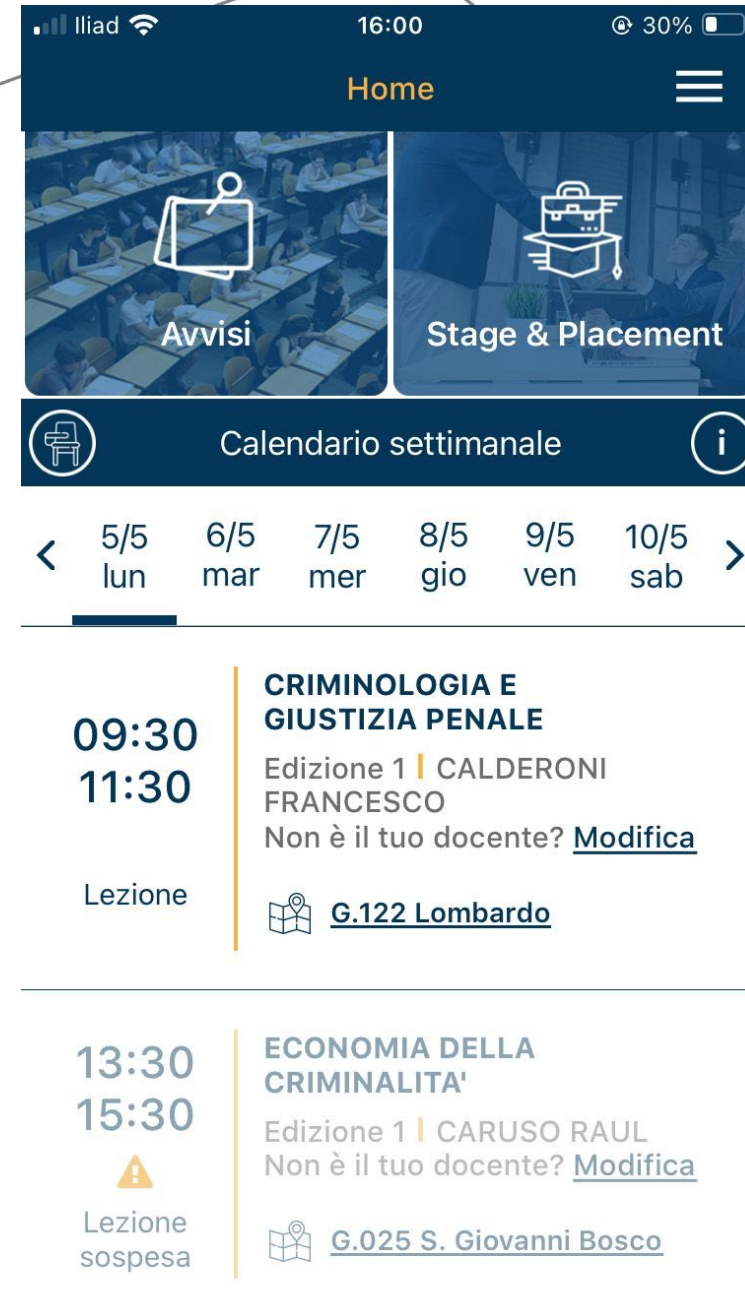 Iliad 16:00 30%
Home
Avvisi
Stage & Placement
Calendario settimanale
i
5/5 6/5 7/5 8/5 9/5 10/5
lun mar mer gio ven sab
09:30
11:30
Lezione
CRIMINOLOGIA E
GIUSTIZIA PENALE
Edizione 1 | CALDERONI
FRANCESCO
Non è il tuo docente? Modifica
G.122 Lombardo
13:30
15:30
Lezione
sospesa
ECONOMIA DELLA
CRIMINALITA'
Edizione 1 | CARUSO RAUL
Non è il tuo docente? Modifica
G.025 S. Giovanni Bosco